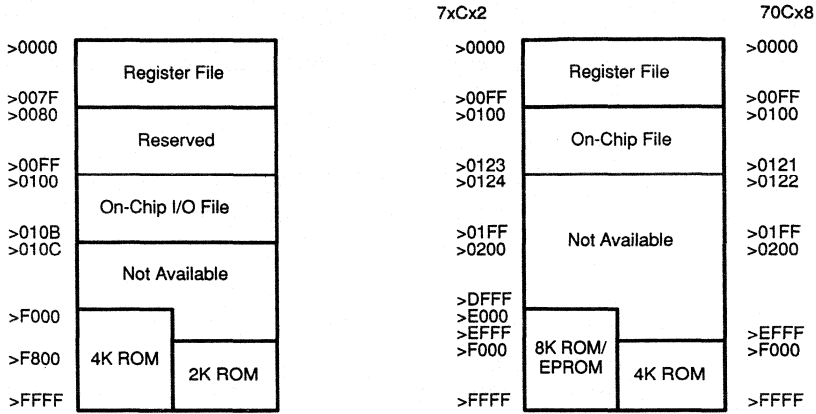 7xCx2
70Cx8
>0000
Register File
>007F
>0080
Reserved
>00FF
>0100
On-Chip I/O File
>010B
>010C
Not Available
>F000
4K ROM
>F800
2K ROM
>FFFF
>0000
Register File
>0000
>00FF
>00FF
>0100
>0100
On-Chip File
>0123
>0121
>0124
>0122
>01FF
Not Available
>01FF
>0200
>0200
>DFFF
>E000
>EFFF
>EFFF
>F000
8K ROM/
EPROM
>F000
4K ROM
>FFFF
>FFFF